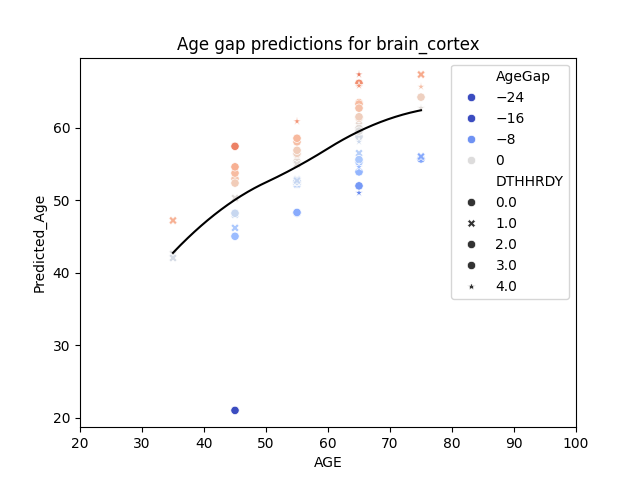 Age gap predictions for brain_cortex
AgeGap
−24
−16
−8
0
DTHHRDY
0.0
1.0
2.0
3.0
4.0
Predicted_Age
60
50
40
30
20
20 30 40 50 60 70 80 90 100
AGE